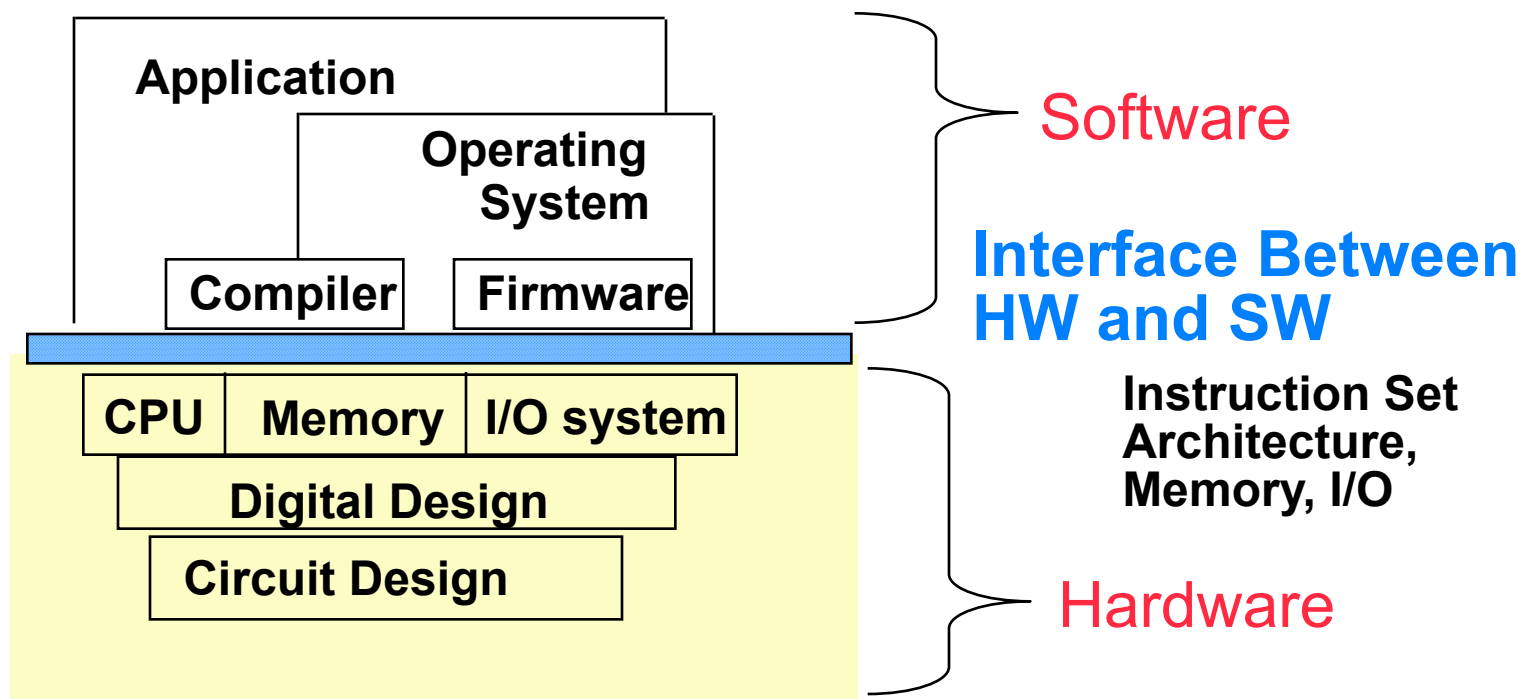 Application
Operating
System
Compiler
Firmware
CPU
Memory
I/O system
Digital Design
Circuit Design
Software
Interface Between
HW and SW
Instruction Set
Architecture,
Memory, I/O
Hardware